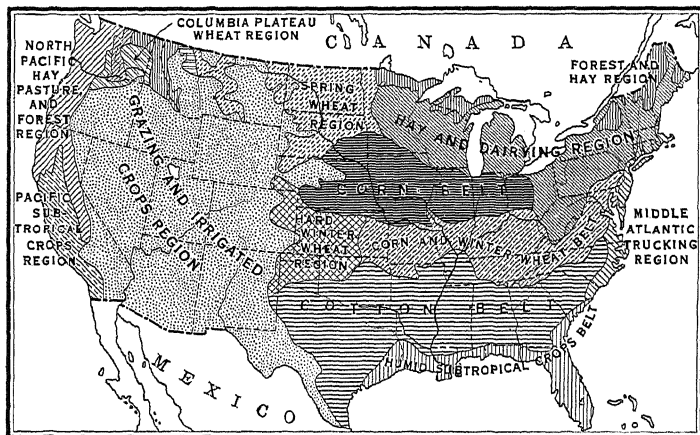 COLUMBIA PLATEAU
WHEAT REGION
CANADA
NORTH
PACIFIC
HAY
PASTURE
AND
FOREST
REGION
FOREST AND
HAY REGION
SPRING
WHEAT
REGION
HAY AND DAIRYING REGION
GRAZING AND IRRIGATED
CROPS REGION
CORN BELT
PACIFIC
SUB-
TROPICAL
CROPS
REGION
HARD
WINTER
WHEAT
REGION
CORN AND WINTER
WHEAT BELT
MIDDLE
ATLANTIC
TRUCKING
REGION
COTTON BELT
HUMID SUBTROPICAL CROPS BELT
MEXICO